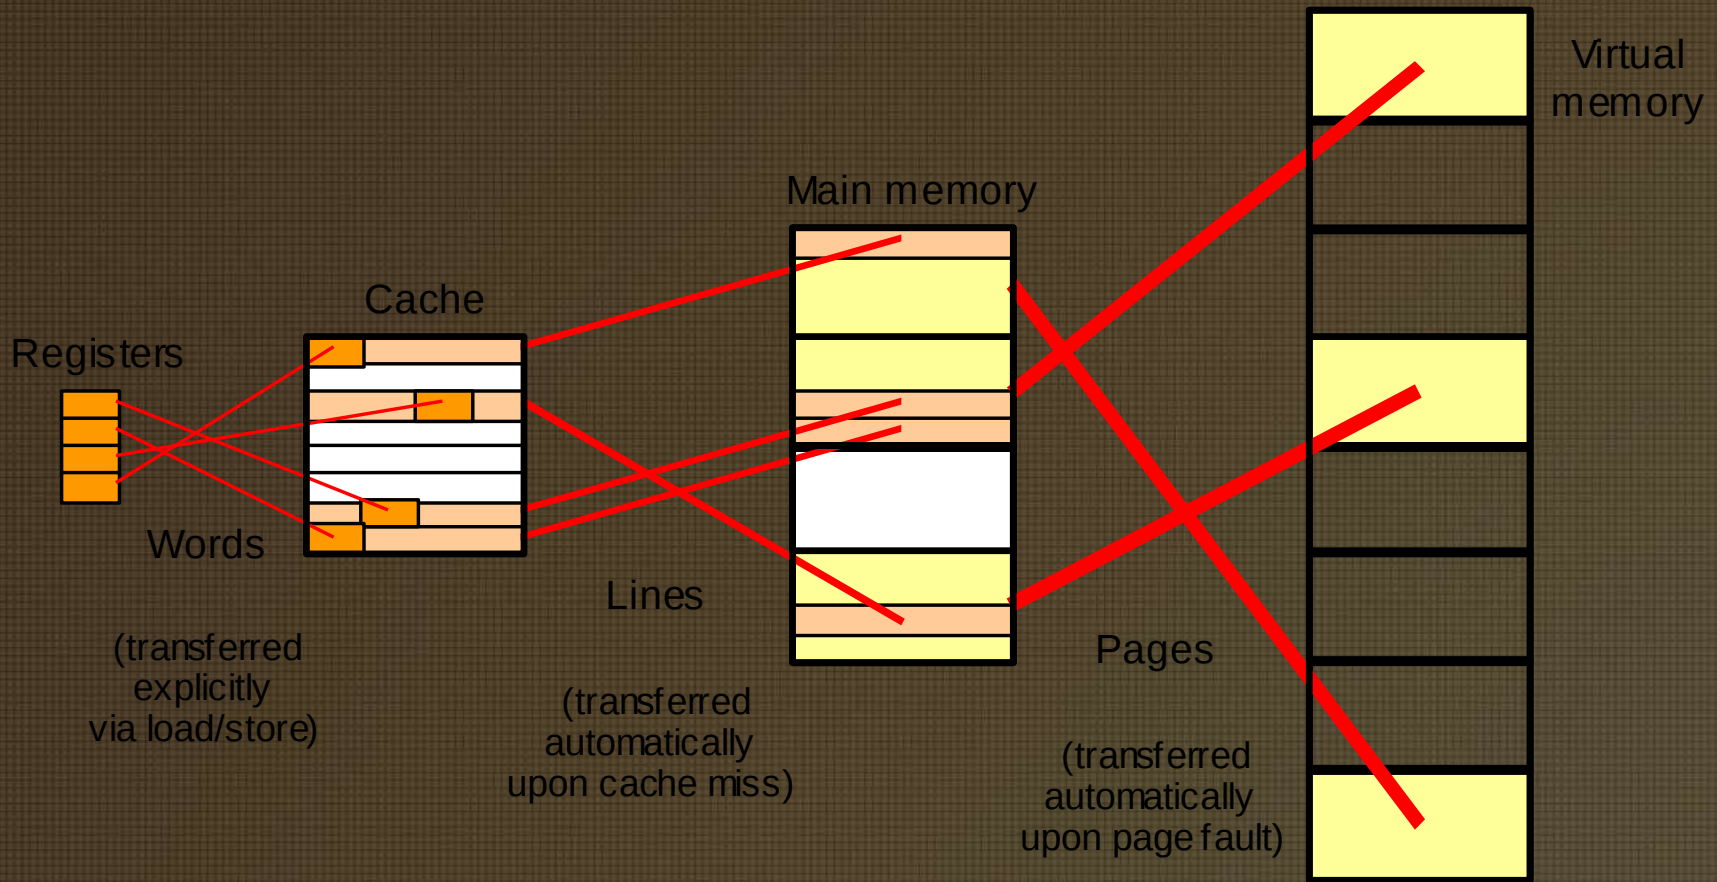 Virtual
memory
Main memory
Cache
Registers
Words
Lines
Pages
(transferred
explicitly
via load/store)
(transferred
automatically
upon cache miss)
(transferred
automatically
upon page fault)